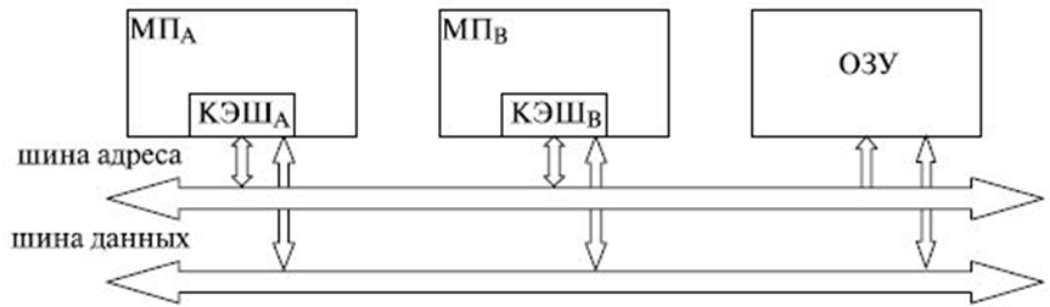 МПА
МПВ
ОЗУ
КЭША
КЭШВ
шина адреса
шина данных